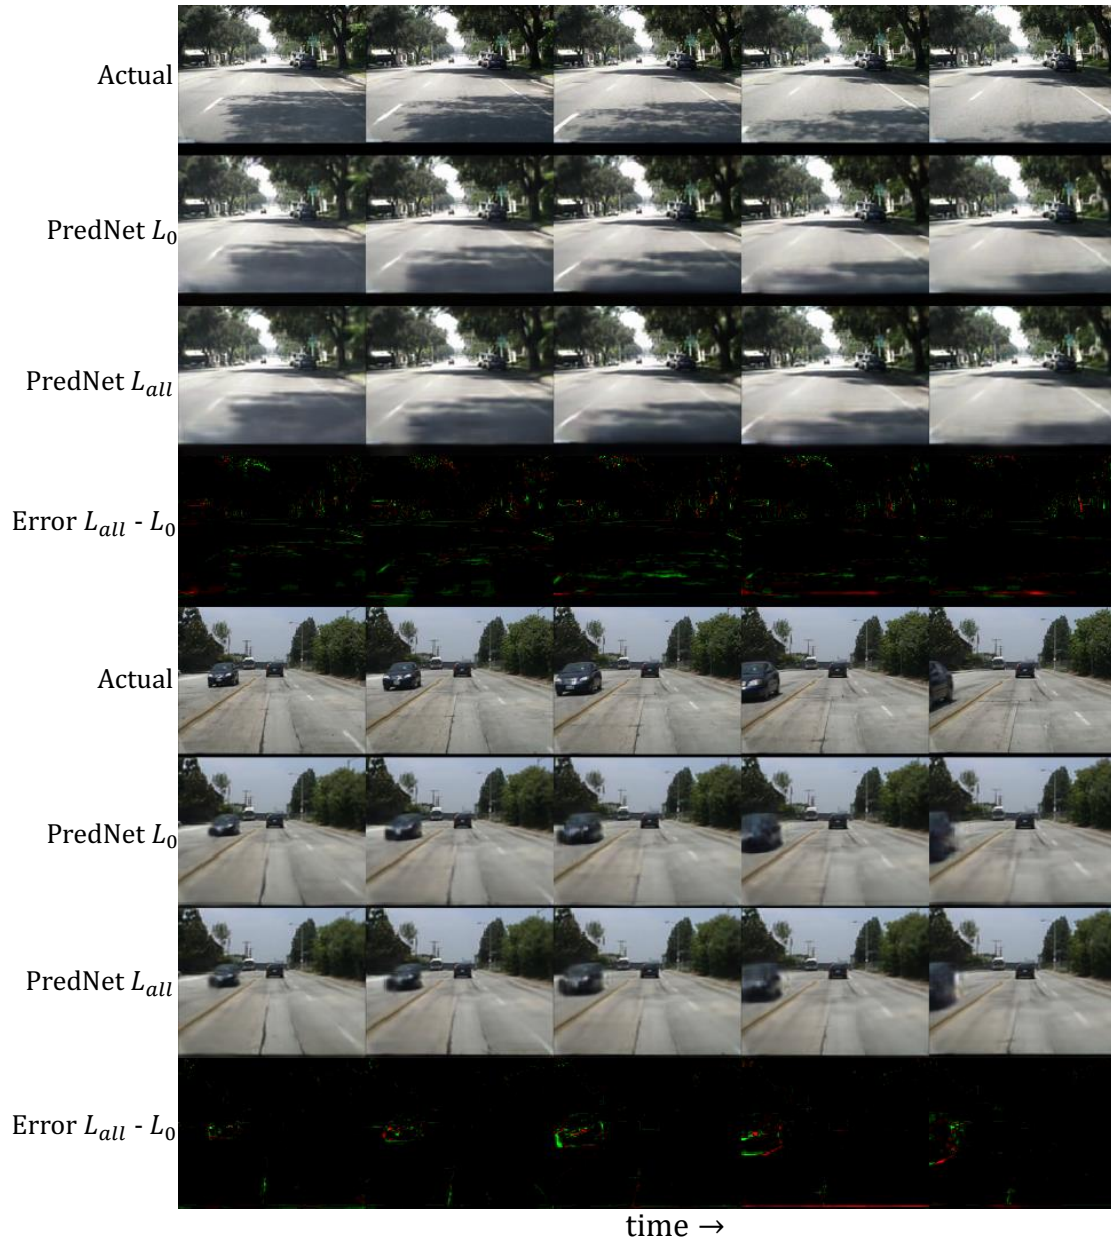 Actual
PredNet L₀
PredNet Lₐₗₗ
Error Lₐₗₗ - L₀
Actual
PredNet L₀
PredNet Lₐₗₗ
Error Lₐₗₗ - L₀
time →